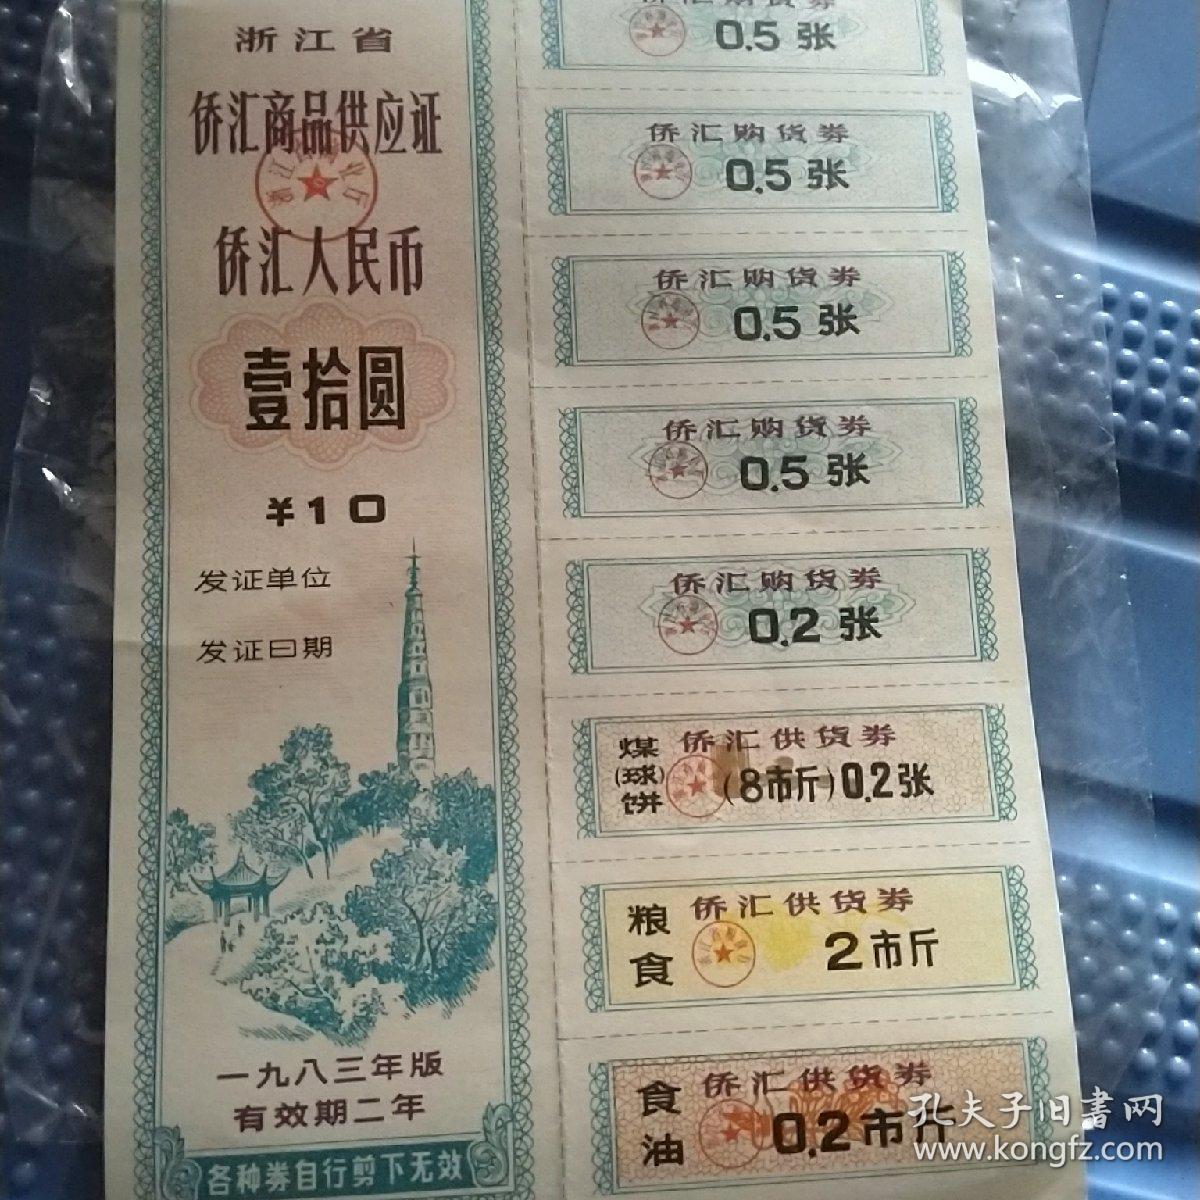 浙江省
侨汇商品供应证
侨汇人民币
壹拾圆
¥10
发证单位
发证日期
一九八三年版
有效期二年
各种券自行剪下无效
侨汇购货券
0.5张
侨汇购货券
0.5张
侨汇购货券
0.5张
侨汇购货券
0.5张
侨汇购货券
0.2张
煤(球)饼
侨汇供货券
(8市斤)0.2张
粮食
侨汇供货券
2市斤
食油
侨汇供货券
0.2市斤
孔夫子旧書网
www.kongfz.com